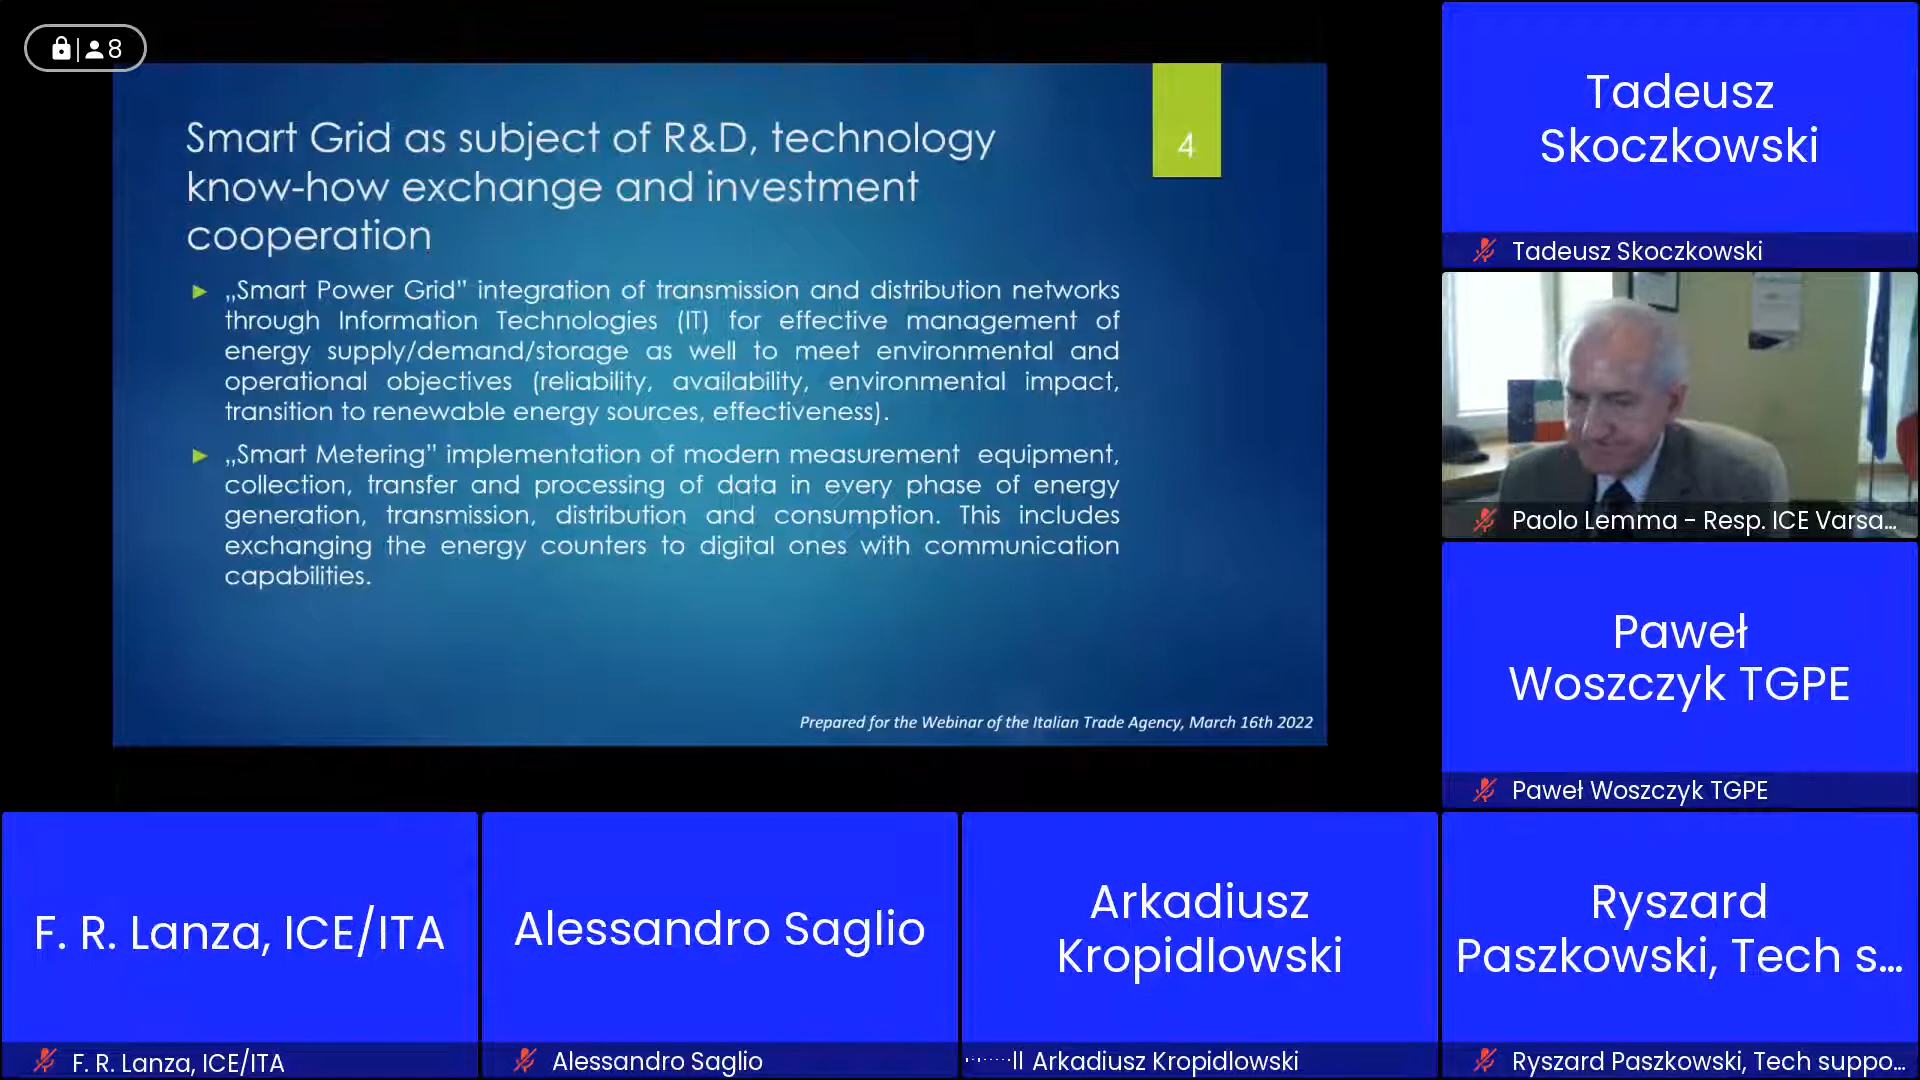 8
Smart Grid as subject of R&D, technology
know-how exchange and investment
cooperation
4
„Smart Power Grid” integration of transmission and distribution networks
through Information Technologies (IT) for effective management of
energy supply/demand/storage as well to meet environmental and
operational objectives (reliability, availability, environmental impact,
transition to renewable energy sources, effectiveness).
„Smart Metering” implementation of modern measurement equipment,
collection, transfer and processing of data in every phase of energy
generation, transmission, distribution and consumption. This includes
exchanging the energy counters to digital ones with communication
capabilities.
Prepared for the Webinar of the Italian Trade Agency, March 16th 2022
Tadeusz
Skoczkowski
Tadeusz Skoczkowski
Paolo Lemma - Resp. ICE Varsa...
Paweł
Woszczyk TGPE
Paweł Woszczyk TGPE
F. R. Lanza, ICE/ITA
F. R. Lanza, ICE/ITA
Alessandro Saglio
Alessandro Saglio
Arkadiusz
Kropidlowski
Arkadiusz Kropidlowski
Ryszard
Paszkowski, Tech s...
Ryszard Paszkowski, Tech suppo...